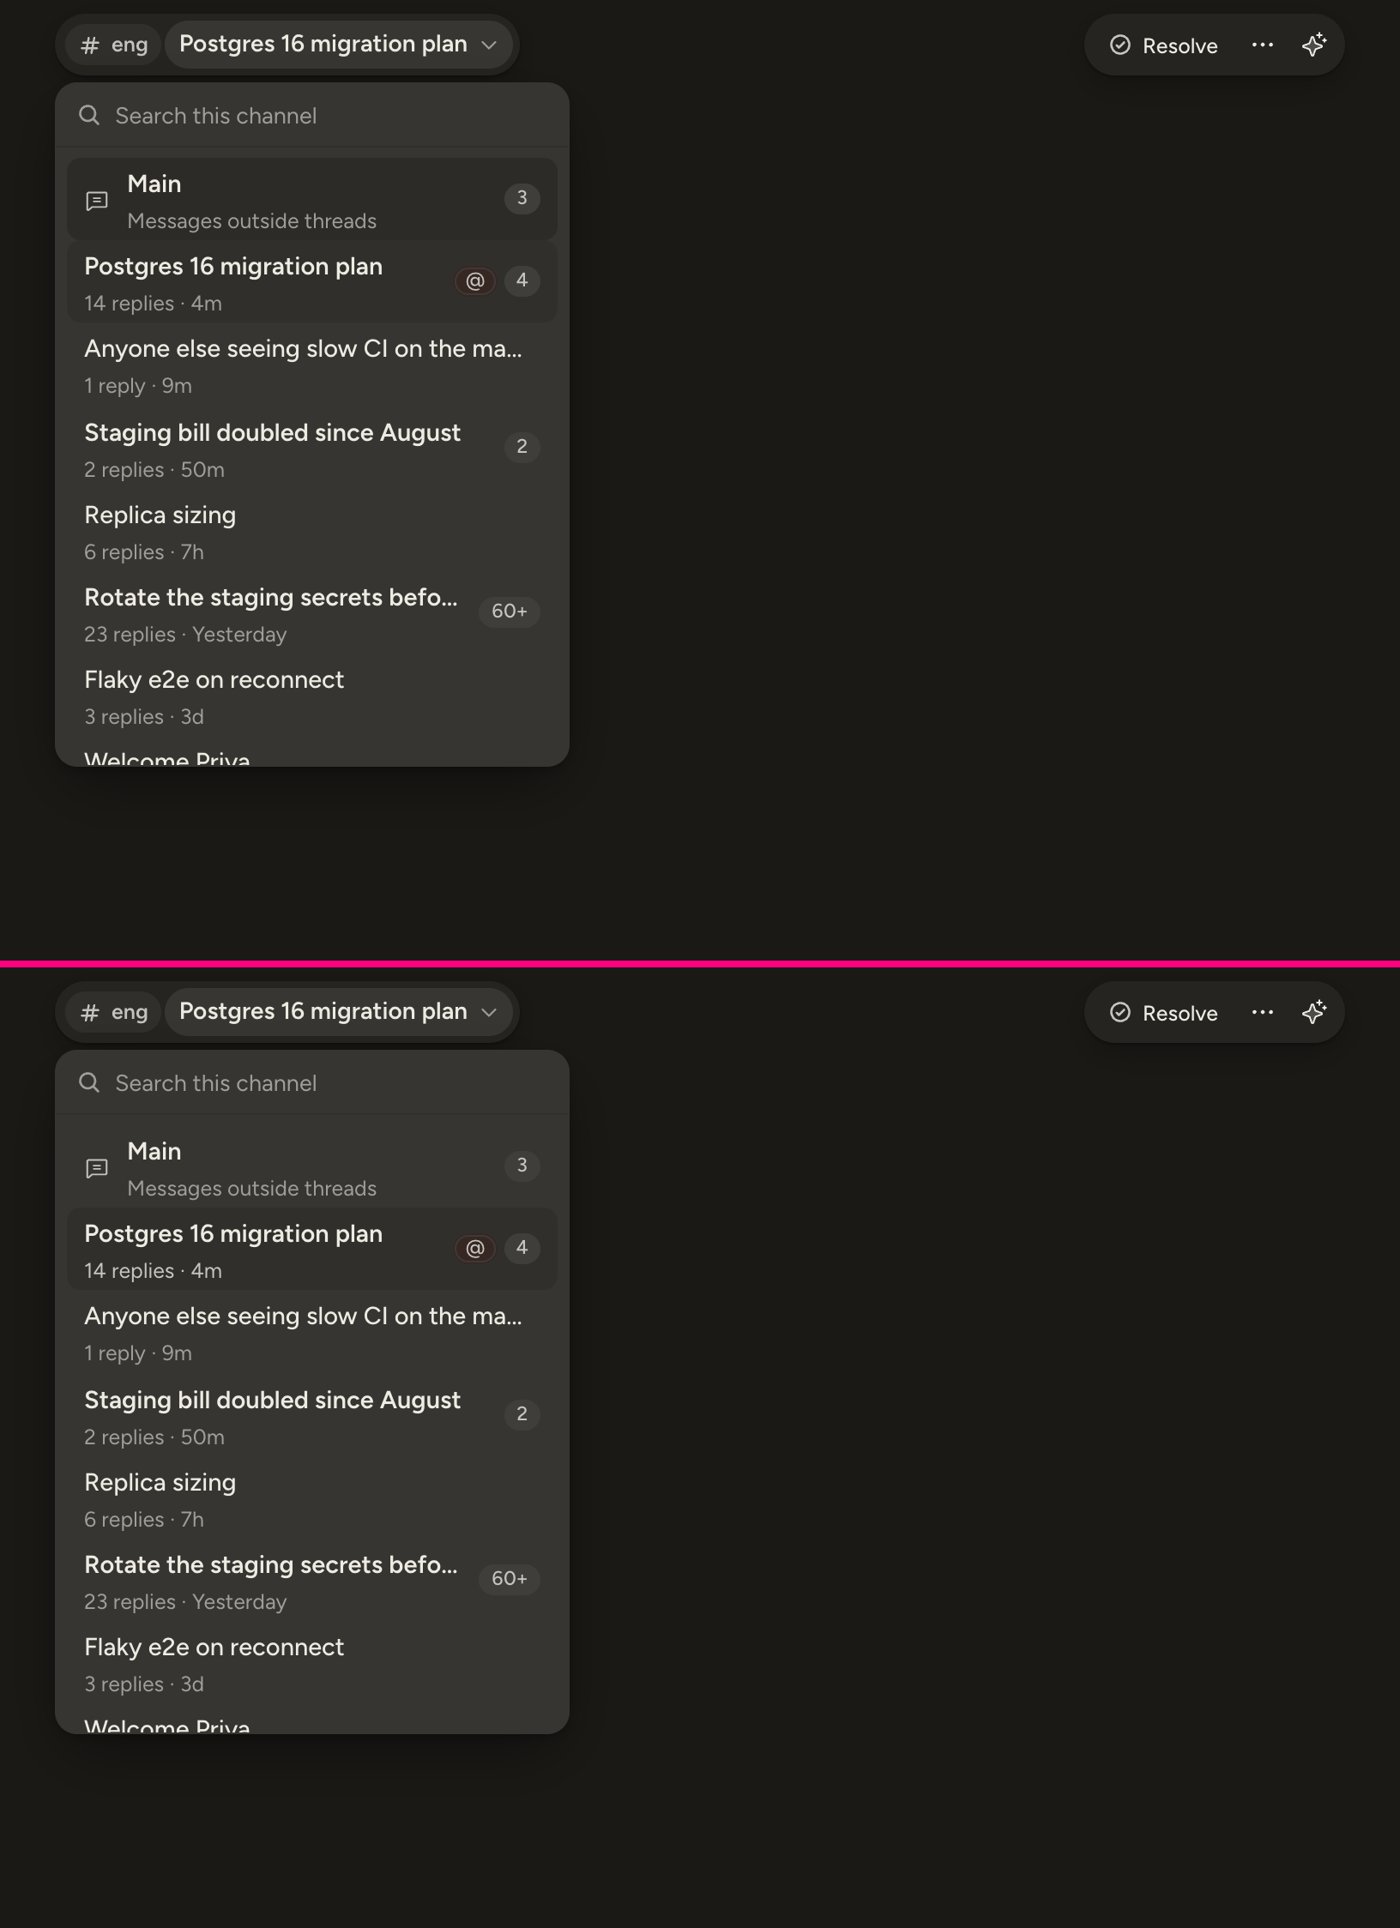 # eng Postgres 16 migration plan
Resolve
Search this channel
Main
Messages outside threads
3
Postgres 16 migration plan
14 replies · 4m
@ 4
Anyone else seeing slow CI on the ma...
1 reply · 9m
Staging bill doubled since August
2 replies · 50m
2
Replica sizing
6 replies · 7h
Rotate the staging secrets befo...
23 replies · Yesterday
60+
Flaky e2e on reconnect
3 replies · 3d
Welcome Priya
# eng Postgres 16 migration plan
Resolve
Search this channel
Main
Messages outside threads
3
Postgres 16 migration plan
14 replies · 4m
@ 4
Anyone else seeing slow CI on the ma...
1 reply · 9m
Staging bill doubled since August
2 replies · 50m
2
Replica sizing
6 replies · 7h
Rotate the staging secrets befo...
23 replies · Yesterday
60+
Flaky e2e on reconnect
3 replies · 3d
Welcome Priya